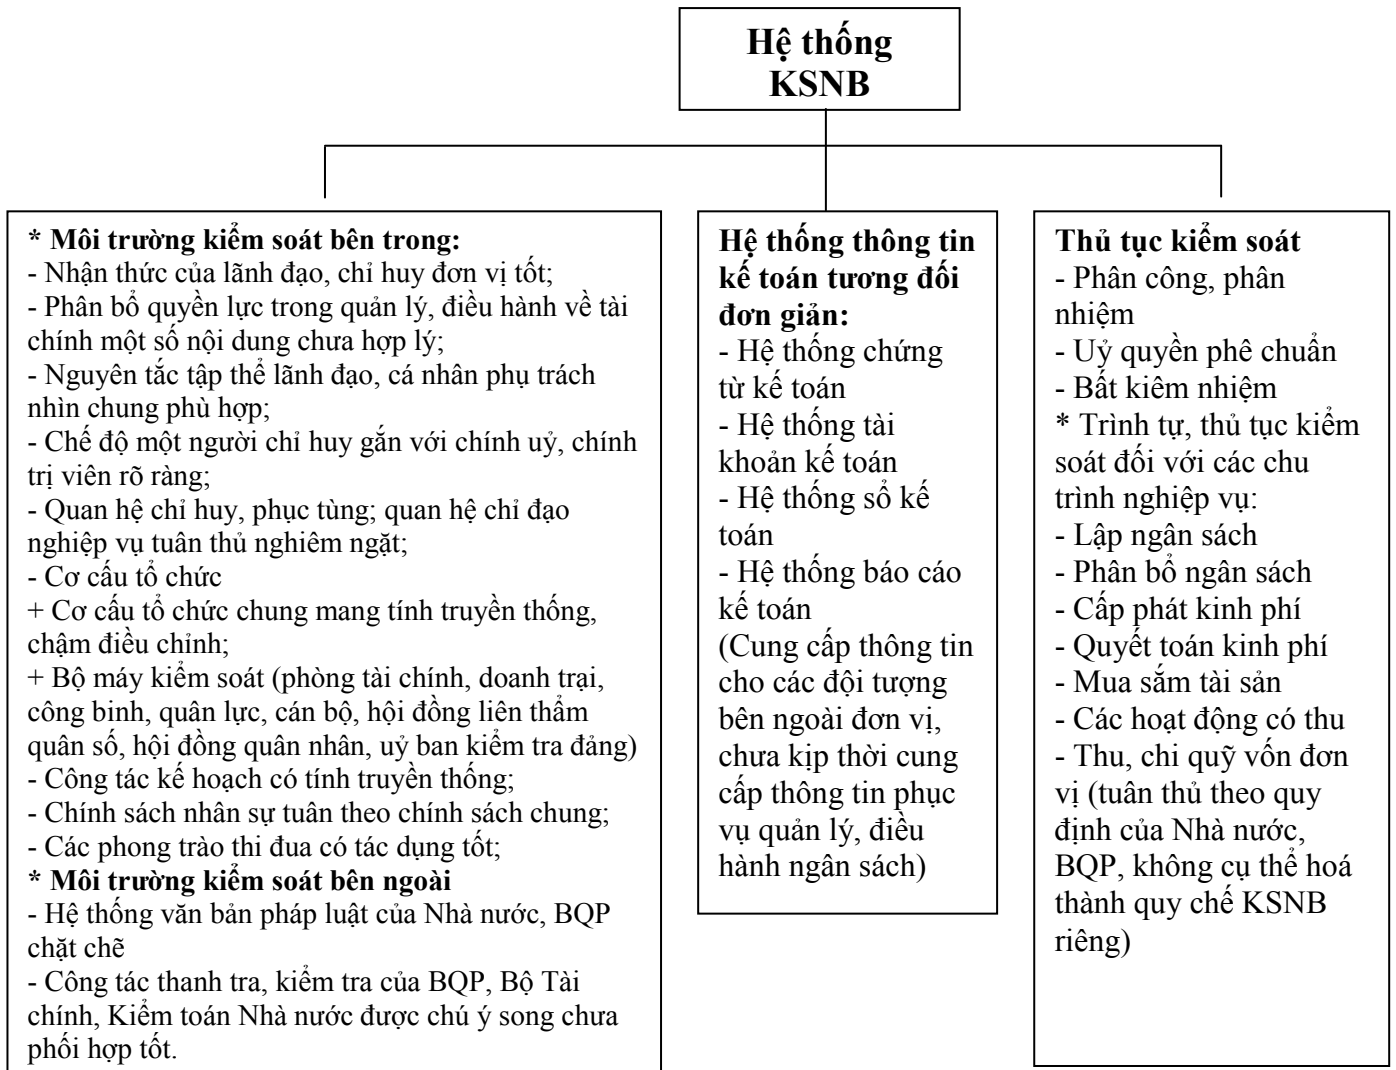 Hệ thống
KSNB
* Môi trường kiểm soát bên trong:
- Nhận thức của lãnh đạo, chỉ huy đơn vị tốt;
- Phân bổ quyền lực trong quản lý, điều hành về tài
chính một số nội dung chưa hợp lý;
- Nguyên tắc tập thể lãnh đạo, cá nhân phụ trách
nhìn chung phù hợp;
- Chế độ một người chỉ huy gắn với chính uỷ, chính
trị viên rõ ràng;
- Quan hệ chỉ huy, phục tùng; quan hệ chỉ đạo
nghiệp vụ tuân thủ nghiêm ngặt;
- Cơ cấu tổ chức
+ Cơ cấu tổ chức chung mang tính truyền thống,
chậm điều chỉnh;
+ Bộ máy kiểm soát (phòng tài chính, doanh trại,
công binh, quân lực, cán bộ, hội đồng liên thẩm
quân số, hội đồng quân nhân, uỷ ban kiểm tra đảng)
- Công tác kế hoạch có tính truyền thống;
- Chính sách nhân sự tuân theo chính sách chung;
- Các phong trào thi đua có tác dụng tốt;
* Môi trường kiểm soát bên ngoài
- Hệ thống văn bản pháp luật của Nhà nước, BQP
chặt chẽ
- Công tác thanh tra, kiểm tra của BQP, Bộ Tài
chính, Kiểm toán Nhà nước được chú ý song chưa
phối hợp tốt.
Hệ thống thông tin
kế toán tương đối
đơn giản:
- Hệ thống chứng
từ kế toán
- Hệ thống tài
khoản kế toán
- Hệ thống sổ kế
toán
- Hệ thống báo cáo
kế toán
(Cung cấp thông tin
cho các đội tượng
bên ngoài đơn vị,
chưa kịp thời cung
cấp thông tin phục
vụ quản lý, điều
hành ngân sách)
Thủ tục kiểm soát
- Phân công, phân
nhiệm
- Uỷ quyền phê chuẩn
- Bất kiêm nhiệm
* Trình tự, thủ tục kiểm
soát đối với các chu
trình nghiệp vụ:
- Lập ngân sách
- Phân bổ ngân sách
- Cấp phát kinh phí
- Quyết toán kinh phí
- Mua sắm tài sản
- Các hoạt động có thu
- Thu, chi quỹ vốn đơn
vị (tuân thủ theo quy
định của Nhà nước,
BQP, không cụ thể hoá
thành quy chế KSNB
riêng)